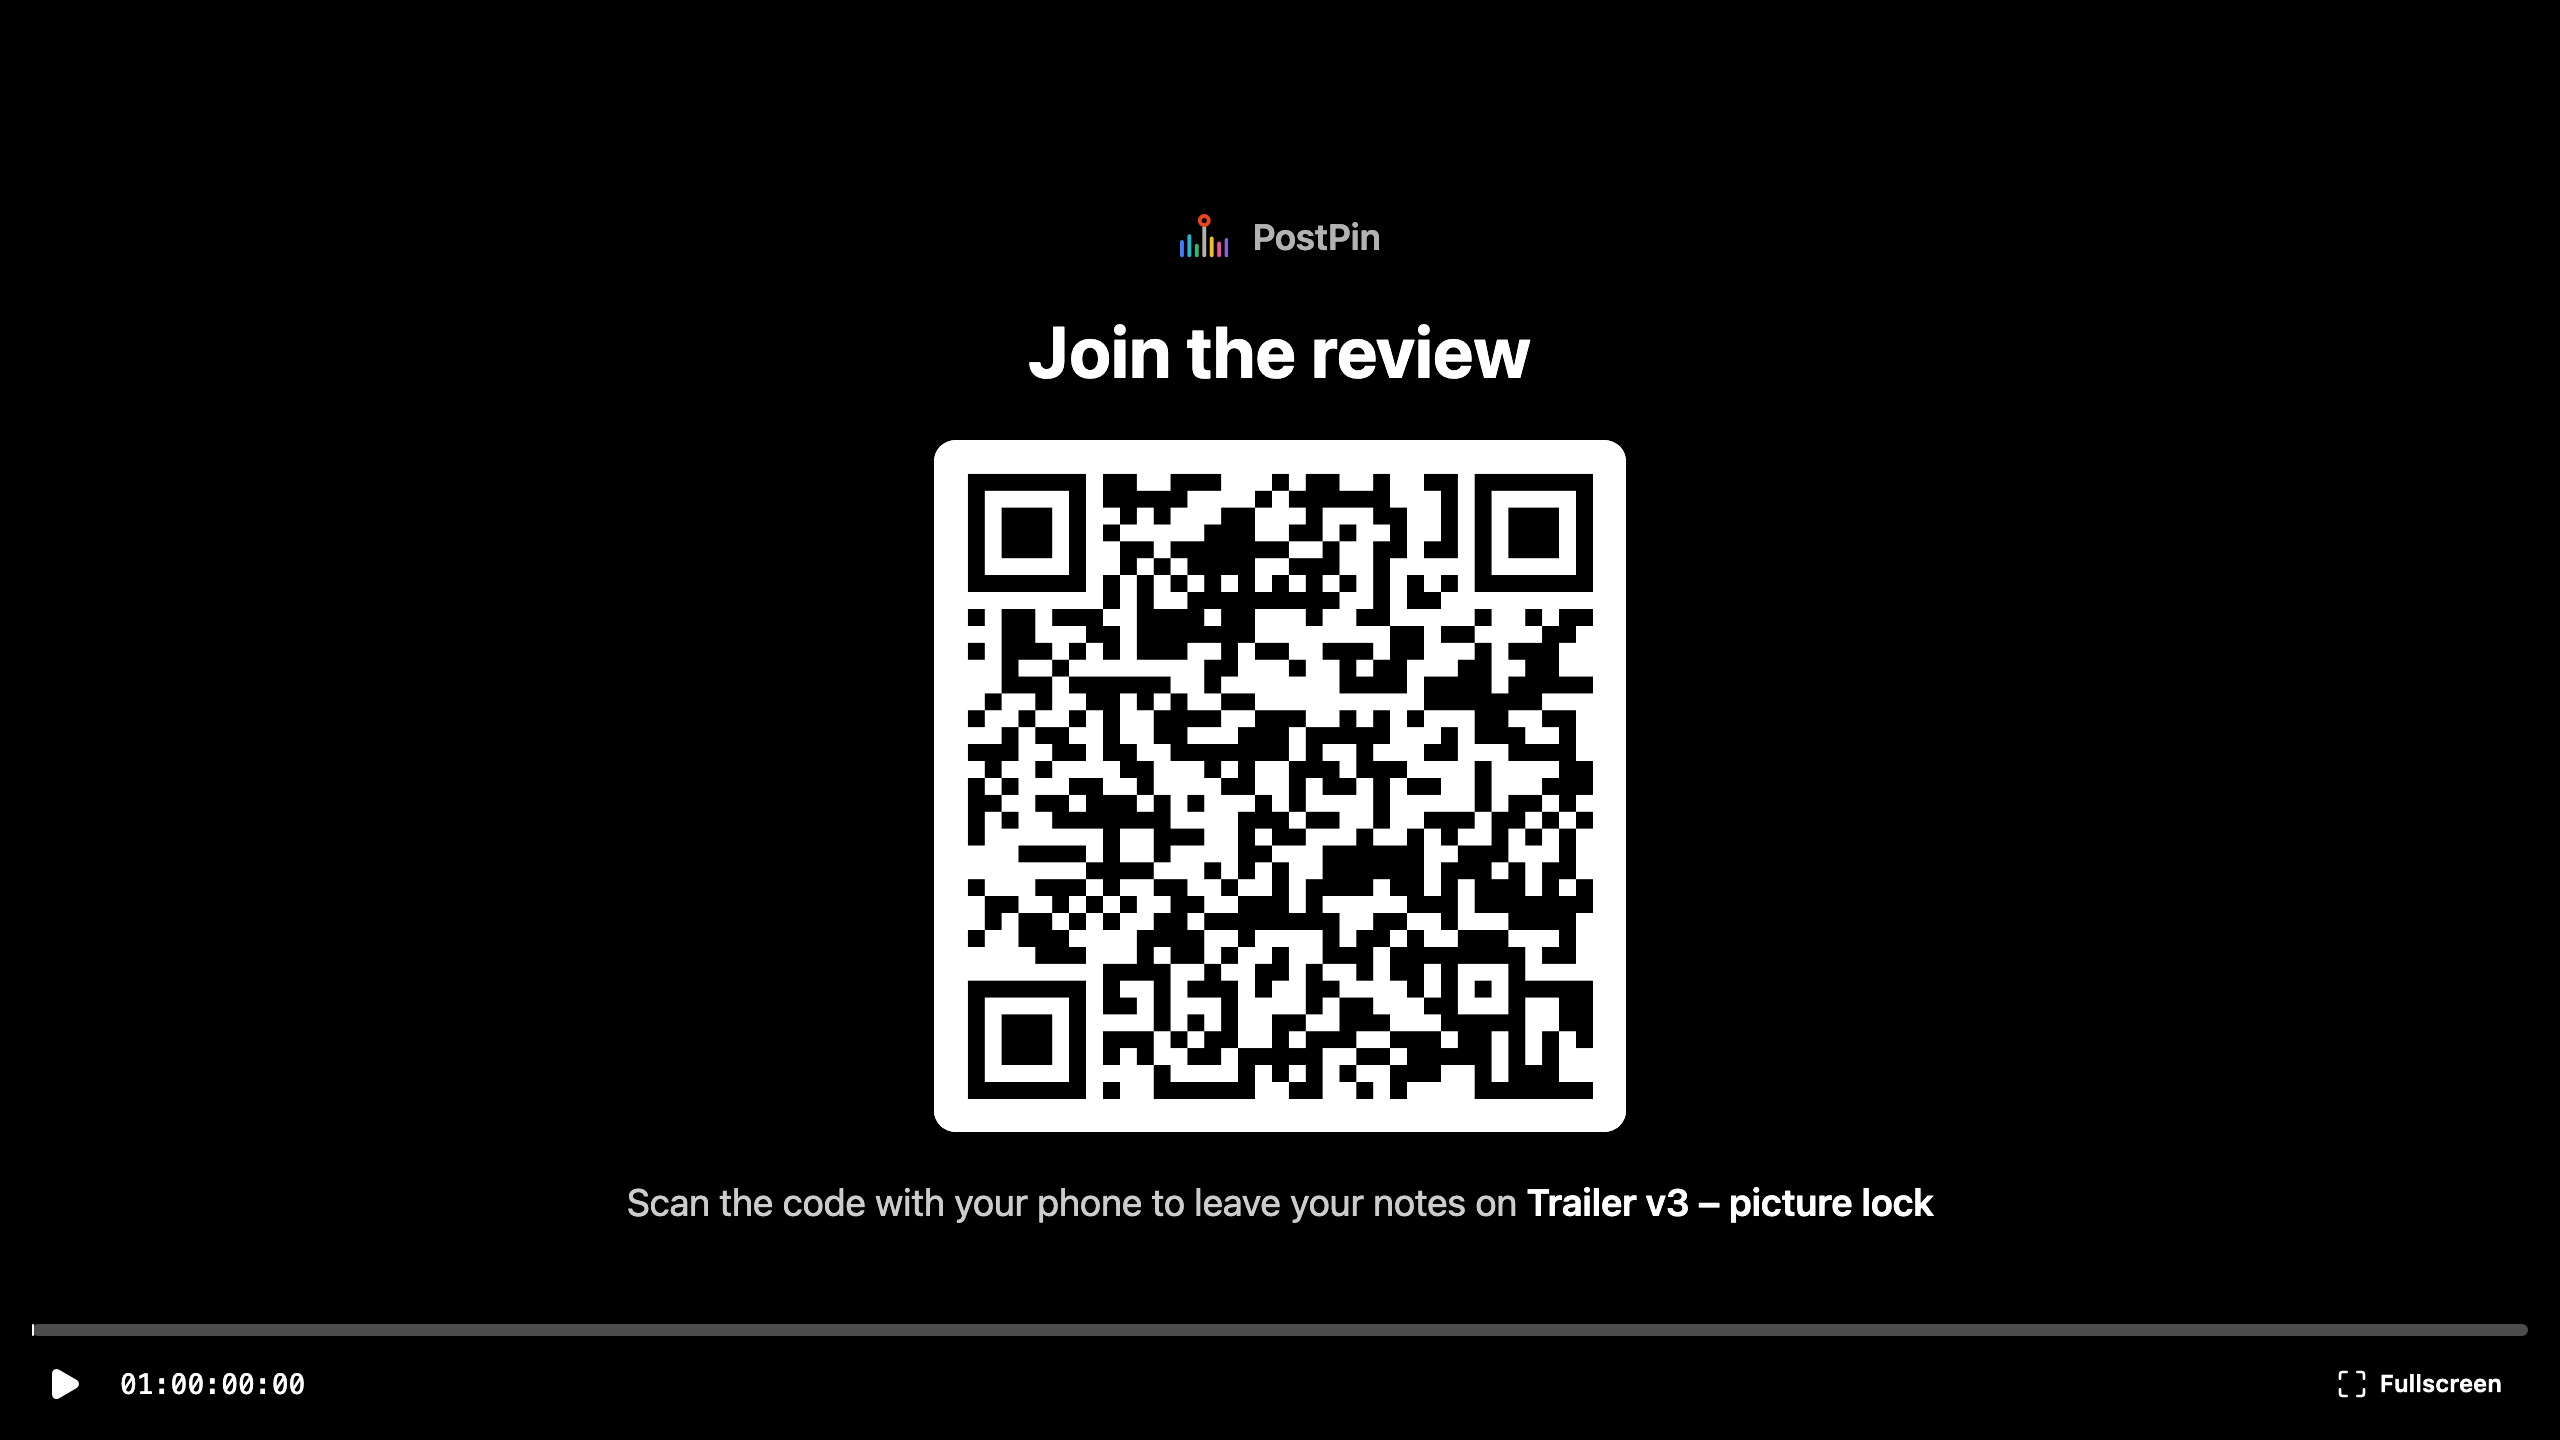 PostPin
Join the review
Scan the code with your phone to leave your notes on Trailer v3 – picture lock
01:00:00:00
Fullscreen